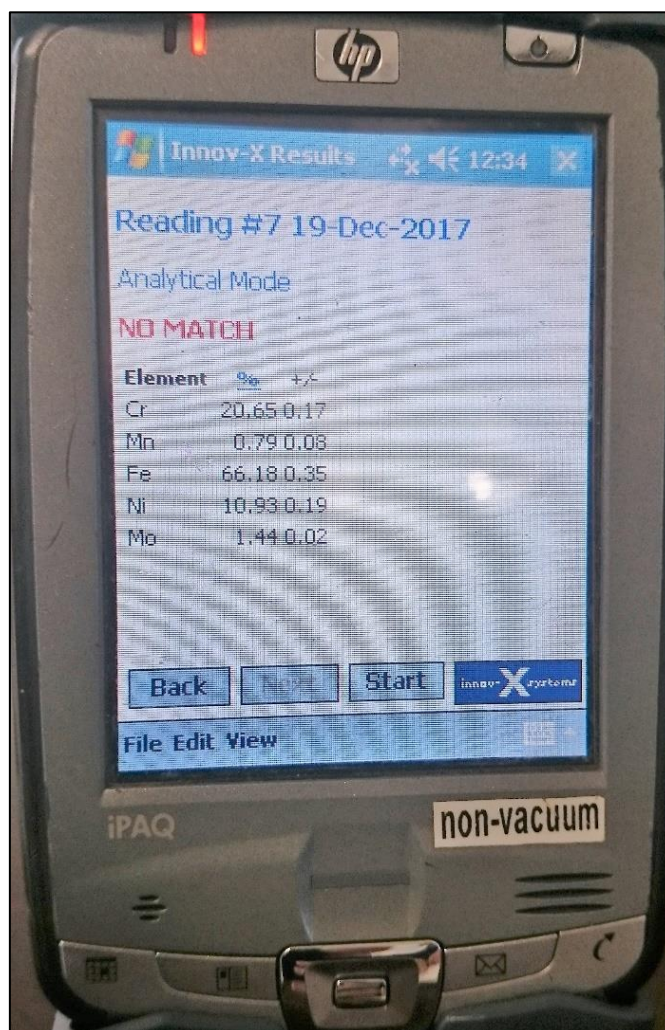 hp
Innov-X Results 12:34
Reading #7 19-Dec-2017
Analytical Mode
NO MATCH
Element % +/-
Cr 20.65 0.17
Mn 0.79 0.08
Fe 66.18 0.35
Ni 10.93 0.19
Mo 1.44 0.02
Back Next Start innov-X systems
File Edit View
iPAQ
non-vacuum